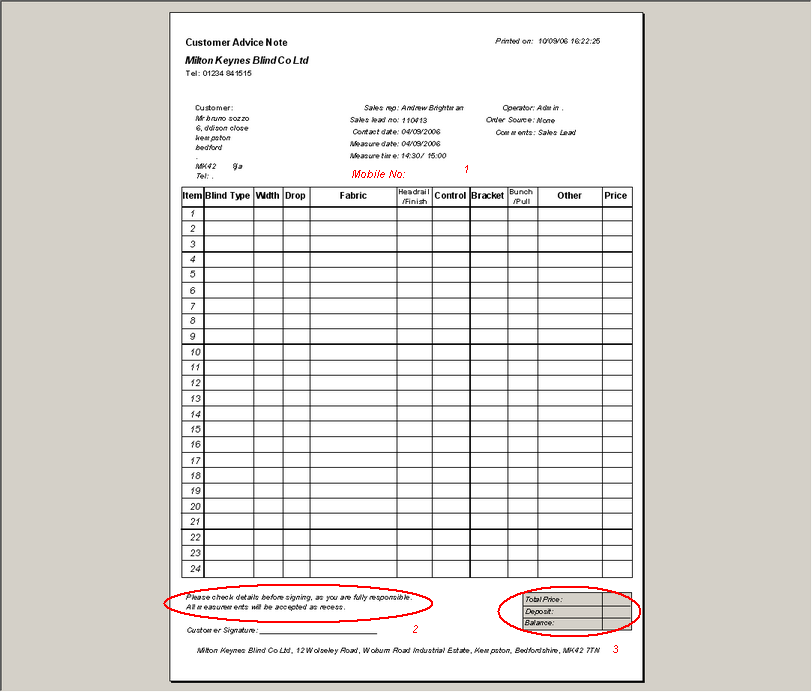 Customer Advice Note
Printed on: 10/09/06 16:22:25
Milton Keynes Blind Co Ltd
Tel: 01234 841515
Customer:
Mr bruno sozzo
6, ddison close
kempston
bedford
.
MK42 8ja
Tel: .
Sales rep: Andrew Brightman
Sales lead no: 110413
Contact date: 04/09/2006
Measure date: 04/09/2006
Measure time: 14:30 / 15:00
Mobile No: 1
Operator: Admin .
Order Source: None
Comments: Sales Lead
Item Blind Type Width Drop Fabric Headrail /Finish Control Bracket Bunch /Pull Other Price
1
2
3
4
5
6
7
8
9
10
11
12
13
14
15
16
17
18
19
20
21
22
23
24
Please check details before signing, as you are fully responsible.
All measurements will be accepted as recess.
Customer Signature: 2
Total Price:
Deposit:
Balance:
Milton Keynes Blind Co Ltd, 12 Wolseley Road, Woburn Road Industrial Estate, Kempston, Bedfordshire, MK42 7TN 3